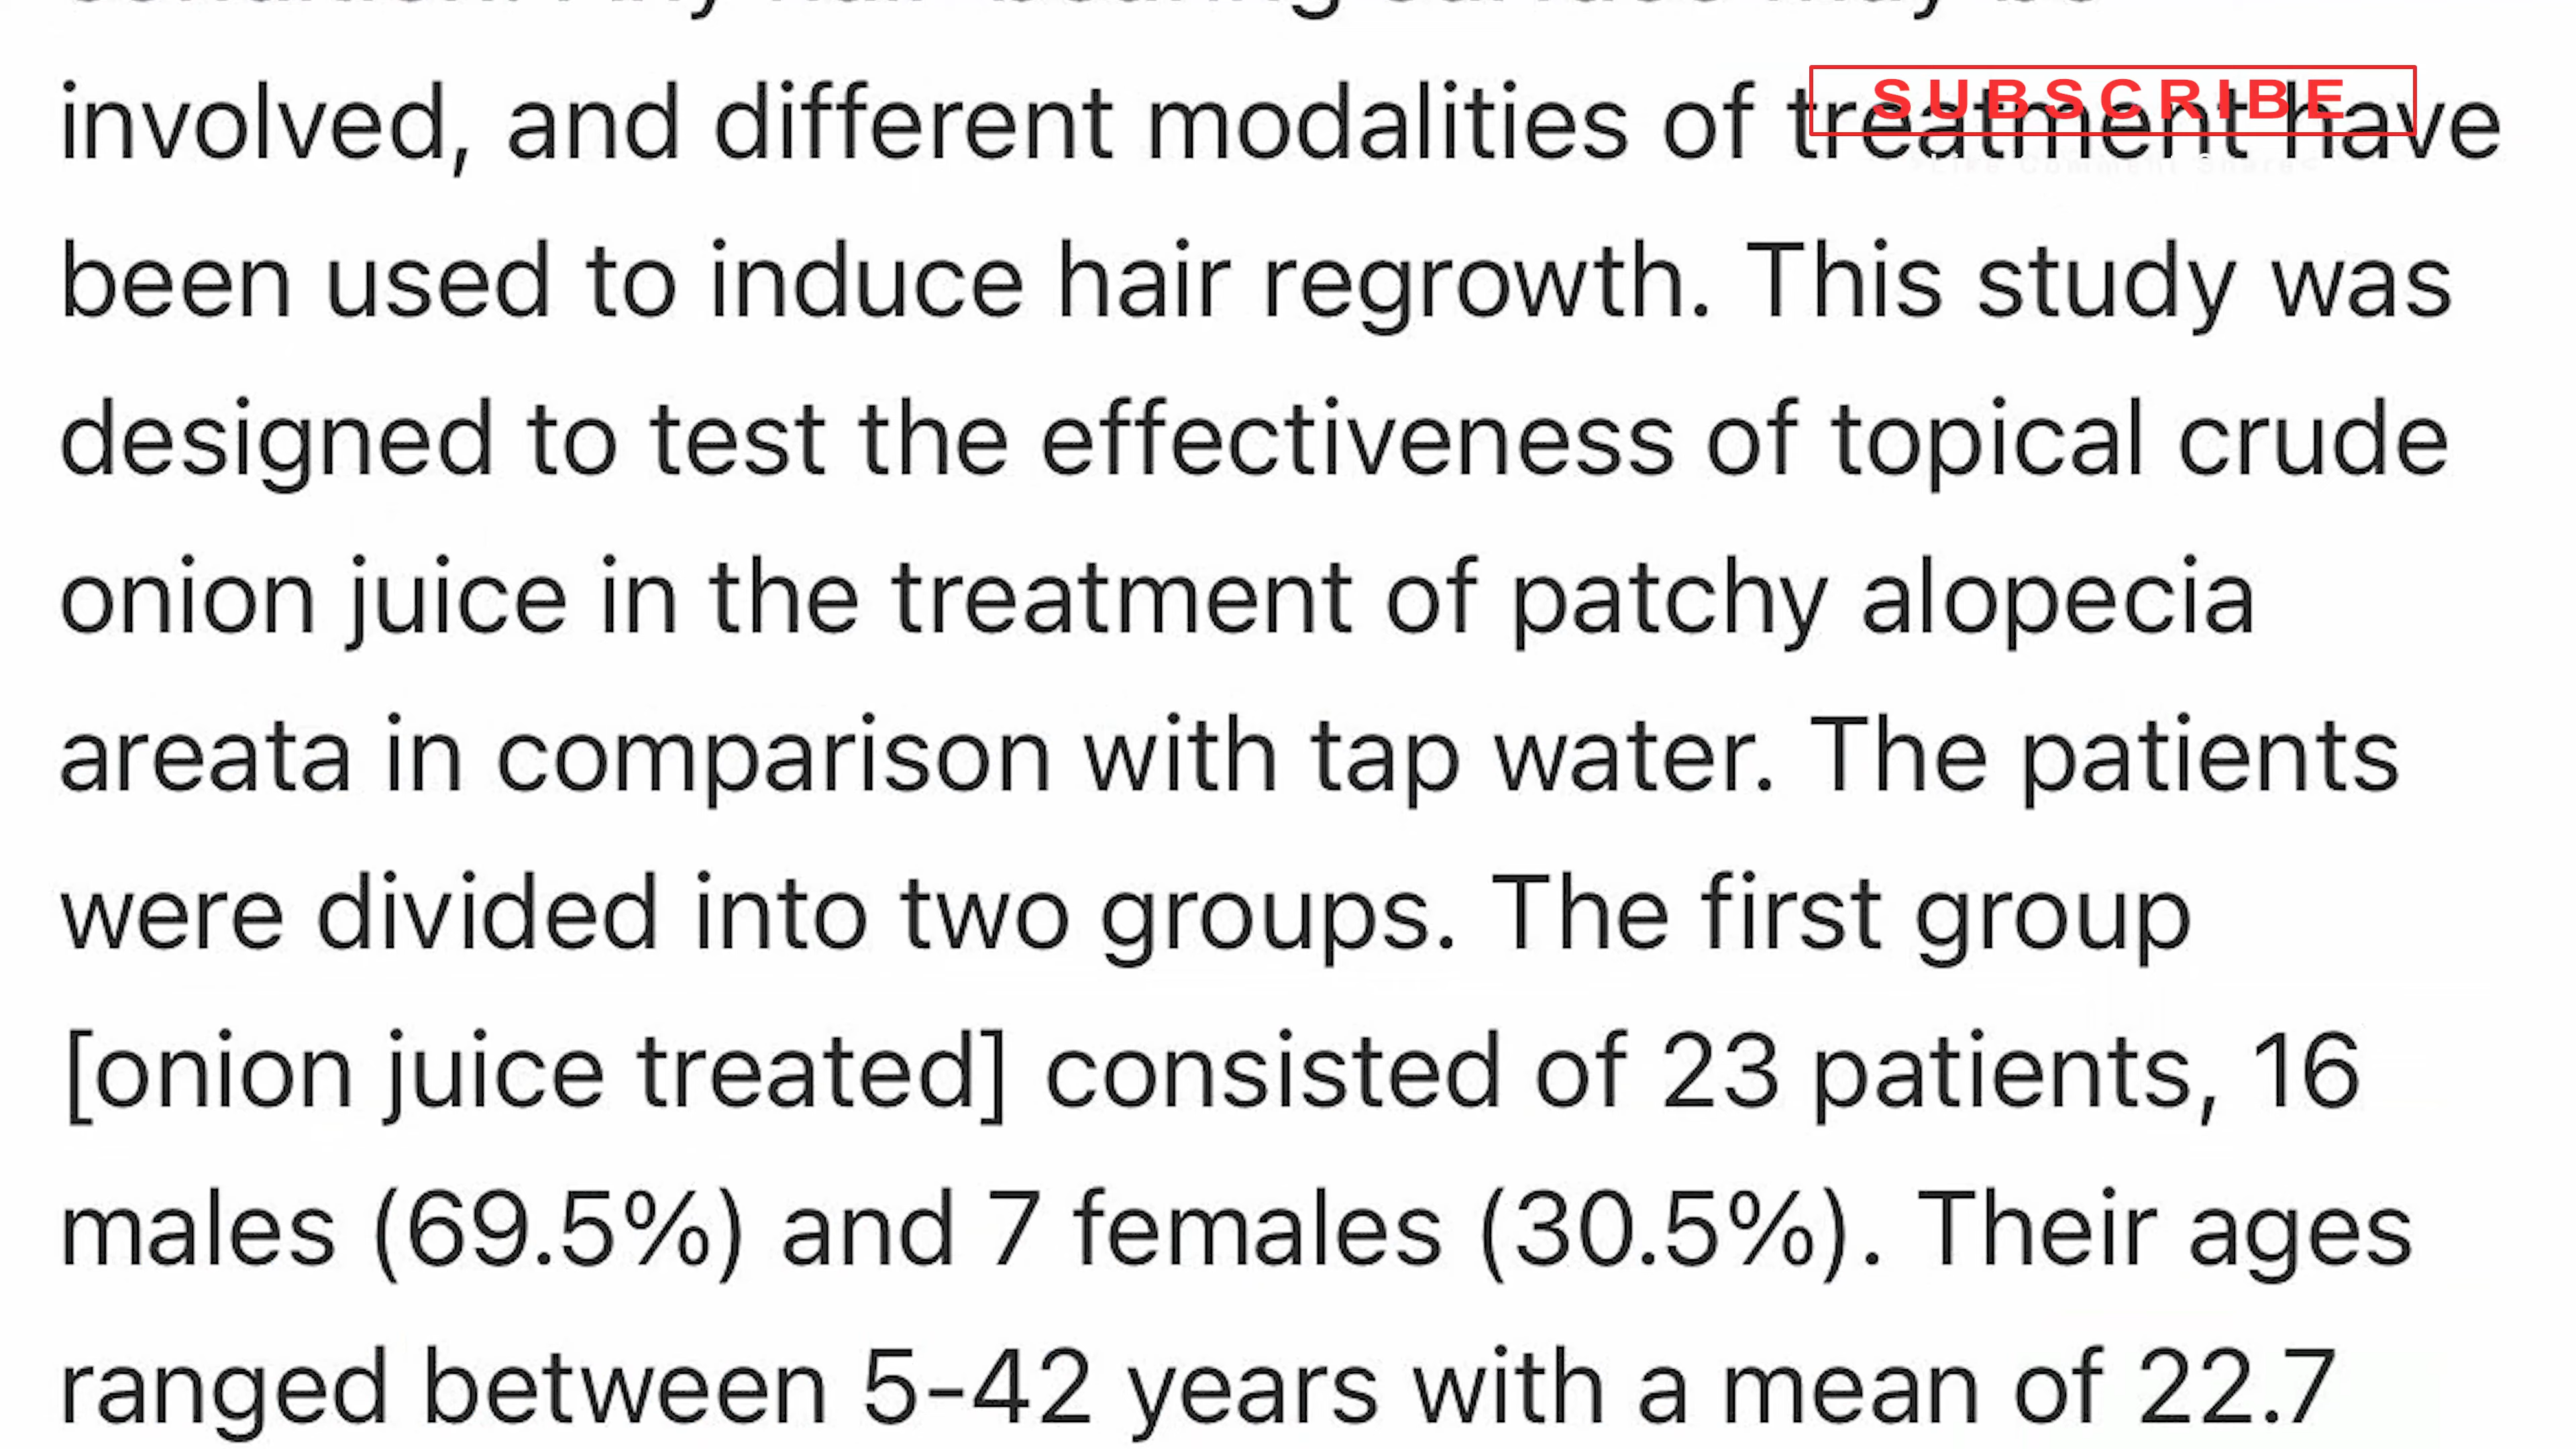 involved, and different modalities of treatment have
SUBSCRIBE
been used to induce hair regrowth. This study was
designed to test the effectiveness of topical crude
onion juice in the treatment of patchy alopecia
areata in comparison with tap water. The patients
were divided into two groups. The first group
[onion juice treated] consisted of 23 patients, 16
males (69.5%) and 7 females (30.5%). Their ages
ranged between 5-42 years with a mean of 22.7